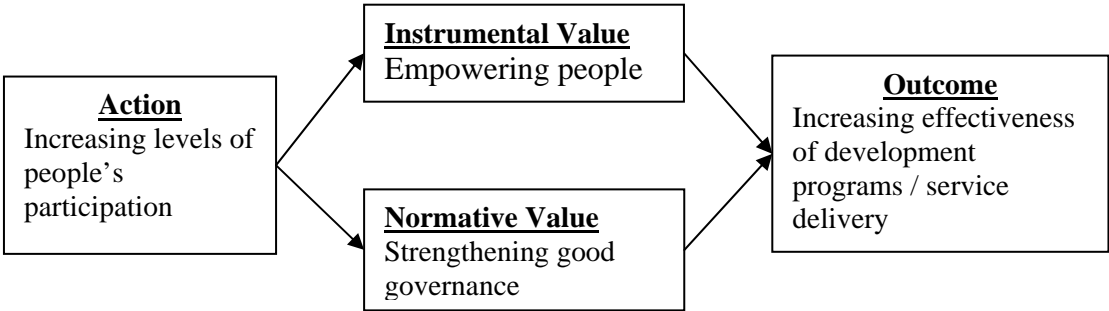 Action
Increasing levels of
people’s
participation
Instrumental Value
Empowering people
Normative Value
Strengthening good
governance
Outcome
Increasing effectiveness
of development
programs / service
delivery